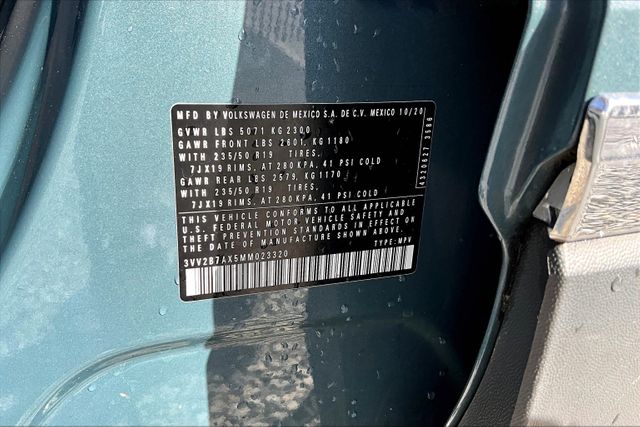 MFD BY VOLKSWAGEN DE MEXICO S.A. DE C.V. MEXICO 10/20
GVWR LBS 5071 KG 2300
GAWR FRONT LBS 2601, KG 1180
WITH 235/50 R19 TIRES,
7JX19 RIMS, AT 280 KPA, 41 PSI COLD
GAWR REAR LBS 2579, KG 1170
WITH 235/50 R19 TIRES,
7JX19 RIMS, AT 280 KPA, 41 PSI COLD
THIS VEHICLE CONFORMS TO ALL APPLICABLE
U.S. FEDERAL MOTOR VEHICLE SAFETY AND
THEFT PREVENTION STANDARDS IN EFFECT ON
THE DATE OF MANUFACTURE SHOWN ABOVE
3VV2B7AX5MM023320 TYPE: MPV
4320627 3586